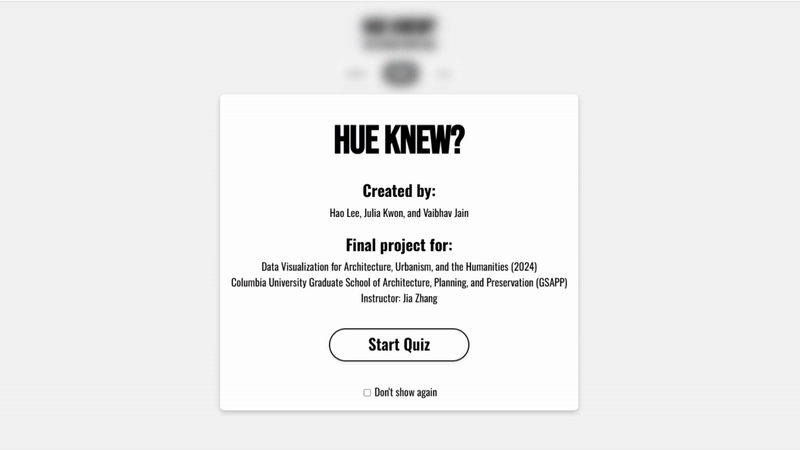 HUE KNEW?
HUE KNEW?
Created by:
Hao Lee, Julia Kwon, and Vaibhav Jain
Final project for:
Data Visualization for Architecture, Urbanism, and the Humanities (2024)
Columbia University Graduate School of Architecture, Planning, and Preservation (GSAPP)
Instructor: Jia Zhang
Start Quiz
Don't show again